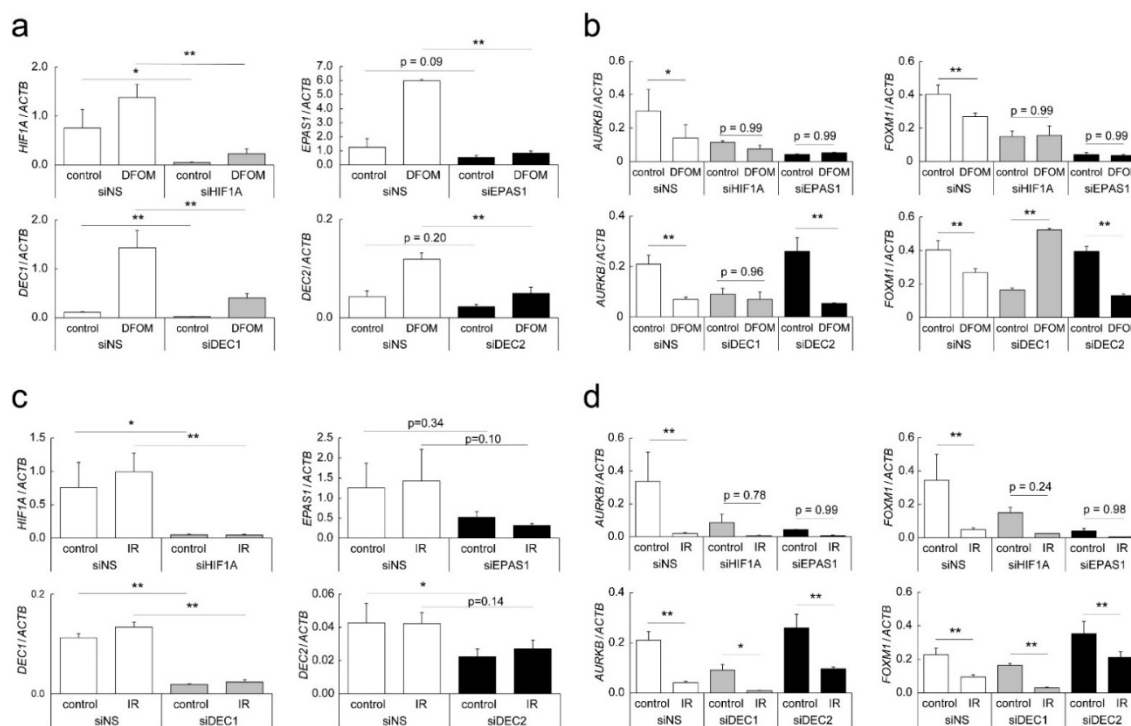 a
HIF1A/ACTB
2.0
1.0
0.0
*
**
control DFOM control DFOM
siNS siHIF1A
EPAS1/ACTB
6.0
5.0
4.0
3.0
2.0
1.0
0.0
p = 0.09
**
control DFOM control DFOM
siNS siEPAS1
DEC1/ACTB
2.0
1.0
0.0
**
**
control DFOM control DFOM
siNS siDEC1
DEC2/ACTB
0.2
0.1
0.0
**
p = 0.20
control DFOM control DFOM
siNS siDEC2
b
AURKB/ACTB
0.6
0.4
0.2
0
*
p = 0.99
p = 0.99
control DFOM control DFOM control DFOM
siNS siHIF1A siEPAS1
FOXM1/ACTB
0.6
0.4
0.2
0
**
p = 0.99
p = 0.99
control DFOM control DFOM control DFOM
siNS siHIF1A siEPAS1
AURKB/ACTB
0.4
0.2
0
**
p = 0.96
**
control DFOM control DFOM control DFOM
siNS siDEC1 siDEC2
FOXM1/ACTB
0.6
0.4
0.2
0
**
**
**
control DFOM control DFOM control DFOM
siNS siDEC1 siDEC2
c
HIF1A/ACTB
1.5
1.0
0.5
0.0
*
**
control IR control IR
siNS siHIF1A
EPAS1/ACTB
2.5
2.0
1.5
1.0
0.5
0.0
p=0.34
p=0.10
control IR control IR
siNS siEPAS1
DEC1/ACTB
0.2
0.1
0.0
**
**
control IR control IR
siNS siDEC1
DEC2/ACTB
0.06
0.04
0.02
0.00
*
p=0.14
control IR control IR
siNS siDEC2
d
AURKB/ACTB
0.6
0.4
0.2
0
**
p = 0.78
p = 0.99
control IR control IR control IR
siNS siHIF1A siEPAS1
FOXM1/ACTB
0.6
0.4
0.2
0
**
p = 0.24
p = 0.98
control IR control IR control IR
siNS siHIF1A siEPAS1
AURKB/ACTB
0.4
0.2
0
**
*
**
control IR control IR control IR
siNS siDEC1 siDEC2
FOXM1/ACTB
0.6
0.4
0.2
0
**
**
**
control IR control IR control IR
siNS siDEC1 siDEC2